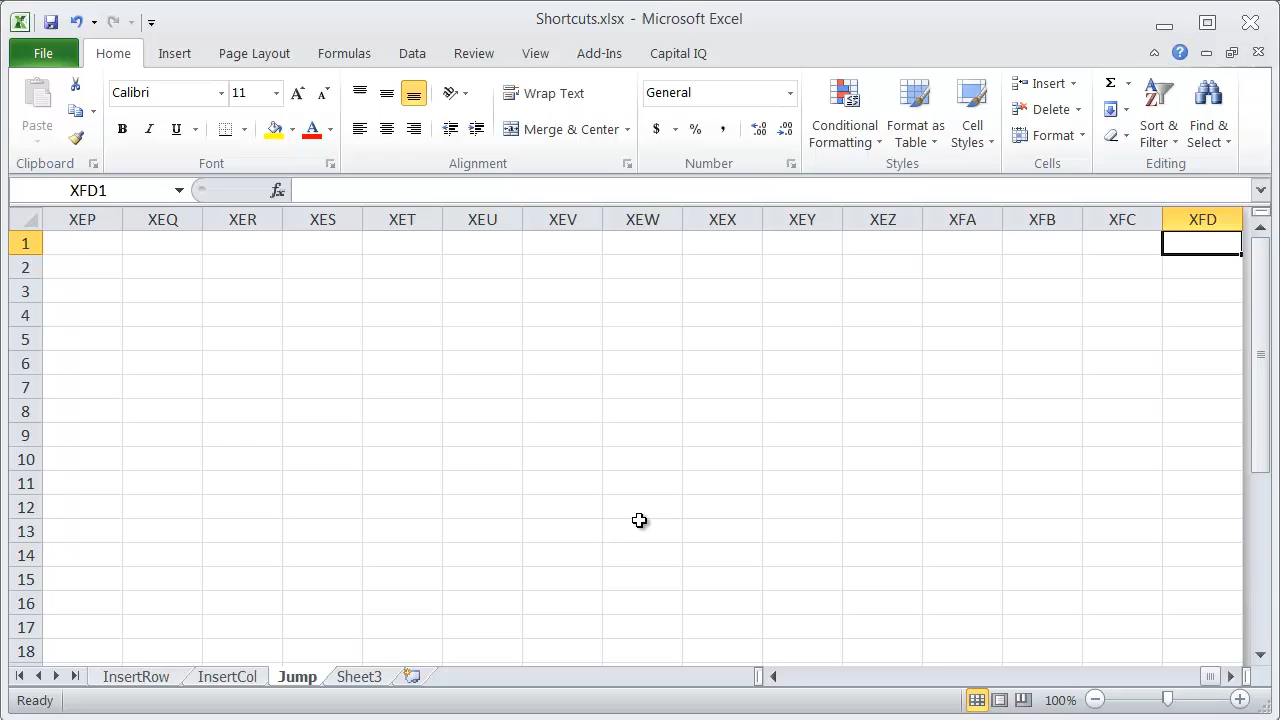 Shortcuts.xlsx - Microsoft Excel
File Home Insert Page Layout Formulas Data Review View Add-Ins Capital IQ
Paste
Calibri 11
B I U
Wrap Text
Merge & Center
General
$ % ,
Conditional Formatting
Format as Table
Cell Styles
Insert
Delete
Format
Σ
Sort & Filter
Find & Select
Clipboard Font Alignment Number Styles Cells Editing
XFD1 fx
XEP XEQ XER XES XET XEU XEV XEW XEX XEY XEZ XFA XFB XFC XFD
1
2
3
4
5
6
7
8
9
10
11
12
13
14
15
16
17
18
InsertRow InsertCol Jump Sheet3
Ready 100%